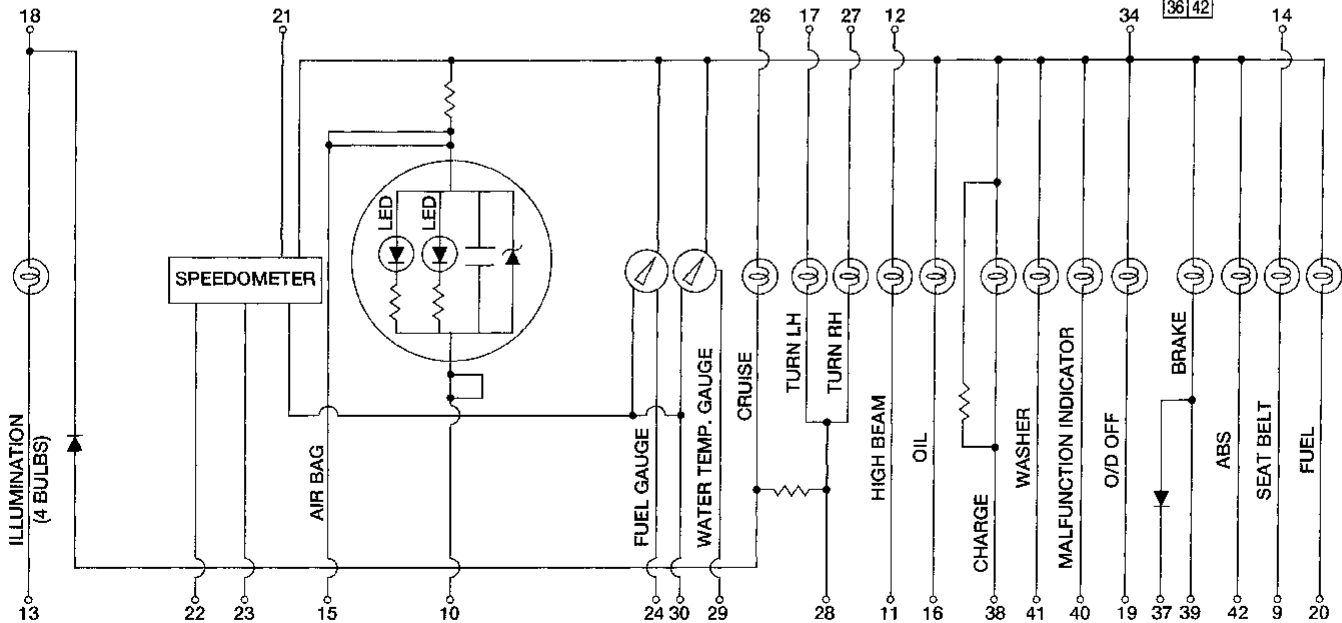 36 42
18 21 26 17 27 12 34 14
LED
LED
SPEEDOMETER
ILLUMINATION
(4 BULBS)
AIR BAG
FUEL GAUGE
WATER TEMP. GAUGE
CRUISE
TURN LH
TURN RH
HIGH BEAM
OIL
CHARGE
WASHER
MALFUNCTION INDICATOR
O/D OFF
BRAKE
ABS
SEAT BELT
FUEL
13 22 23 15 10 24 30 29 28 11 16 38 41 40 19 37 39 42 9 20